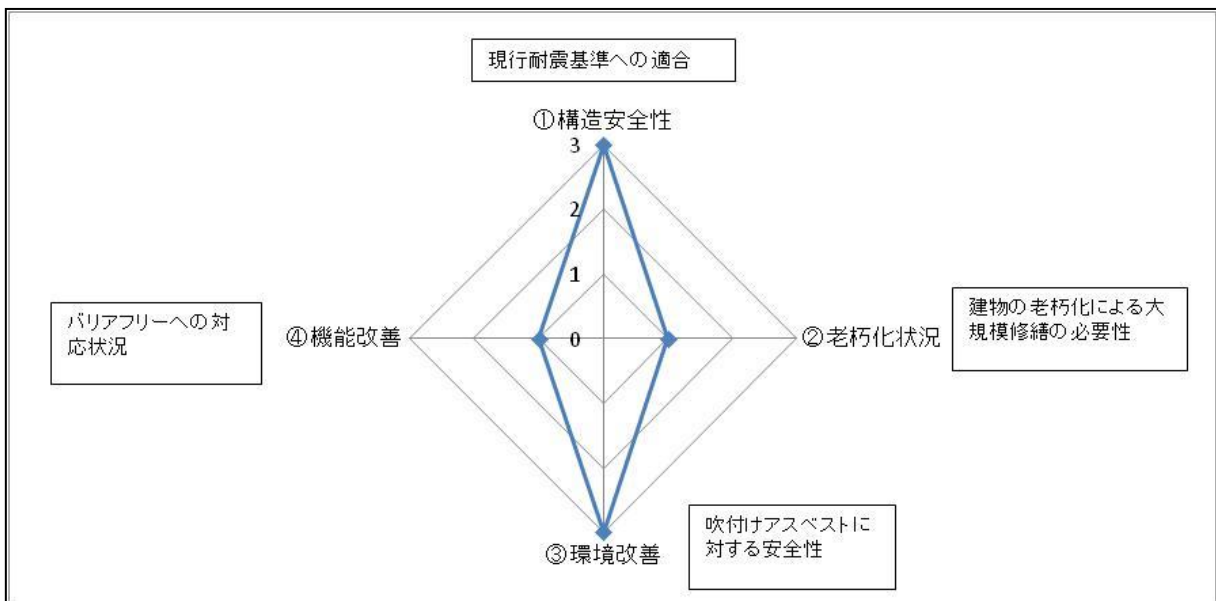 現行耐震基準への適合
①構造安全性
3
2
1
0
バリアフリーへの対
応状況
④機能改善
②老朽化状況
建物の老朽化による大
規模修繕の必要性
吹付けアスベストに
対する安全性
③環境改善